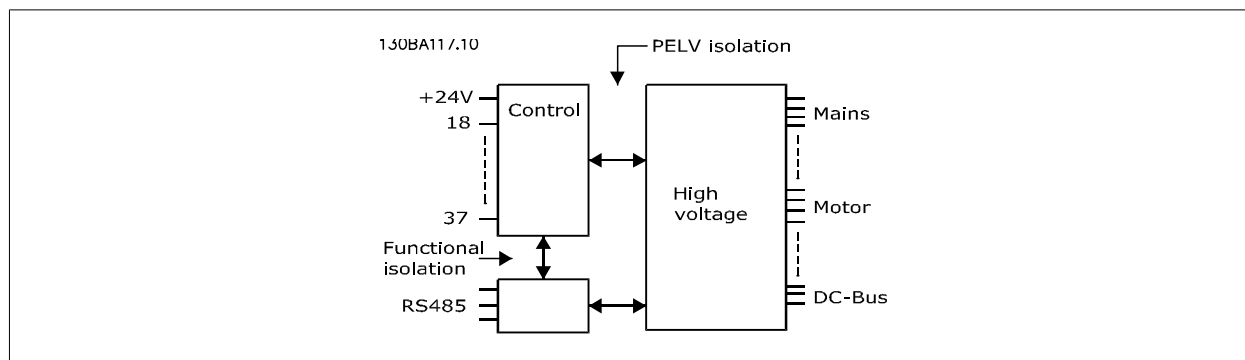 130BA117.10
PELV isolation
+24V
Control
18
Mains
High
voltage
Motor
37
Functional
isolation
RS485
DC-Bus